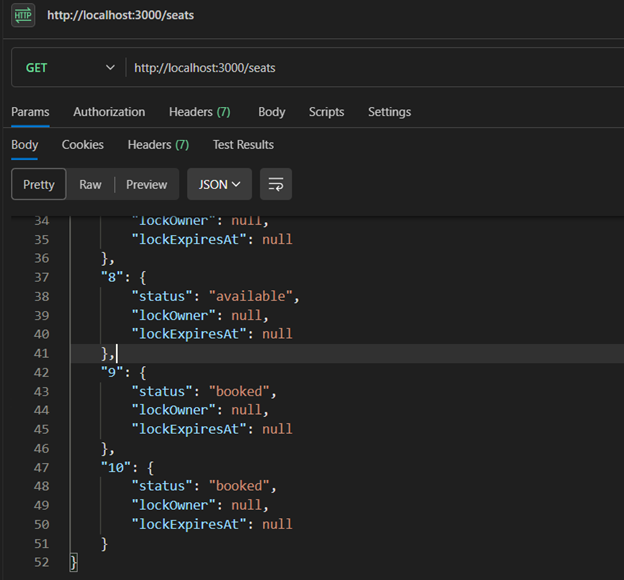 HTTP http://localhost:3000/seats
GET http://localhost:3000/seats
Params Authorization Headers (7) Body Scripts Settings
Body Cookies Headers (7) Test Results
Pretty Raw Preview JSON
34 "lockOwner": null,
35 "lockExpiresAt": null
36 },
37 "8": {
38 "status": "available",
39 "lockOwner": null,
40 "lockExpiresAt": null
41 },
42 "9": {
43 "status": "booked",
44 "lockOwner": null,
45 "lockExpiresAt": null
46 },
47 "10": {
48 "status": "booked",
49 "lockOwner": null,
50 "lockExpiresAt": null
51 }
52 }